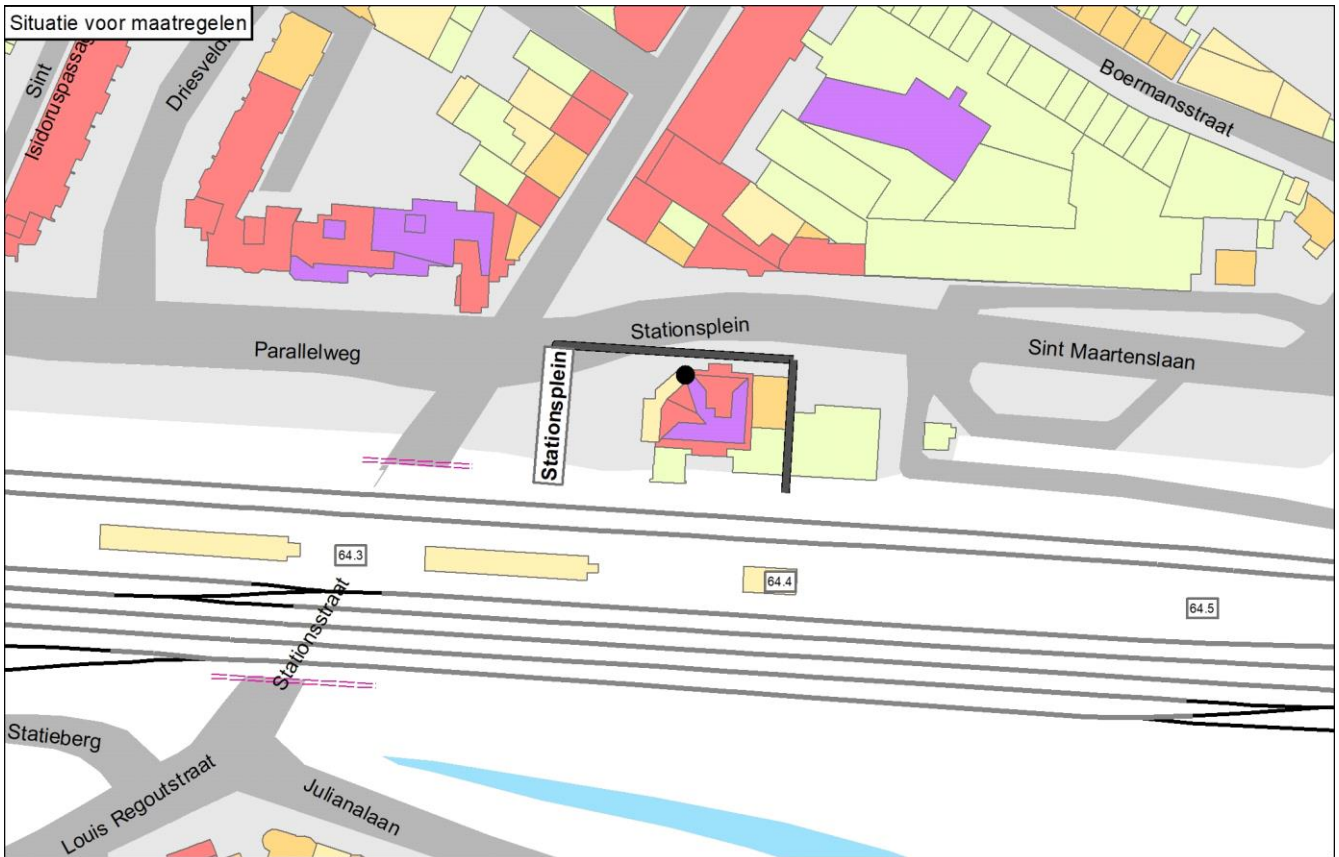 Situatie voor maatregelen
Sint
Isidoruspassag
Driesveld
Boermansstraat
Parallelweg
Stationsplein
Sint Maartenslaan
Stationsplein
64.3
64.4
64.5
Stationsstraat
Statieberg
Louis Regoutstraat
Julianalaan